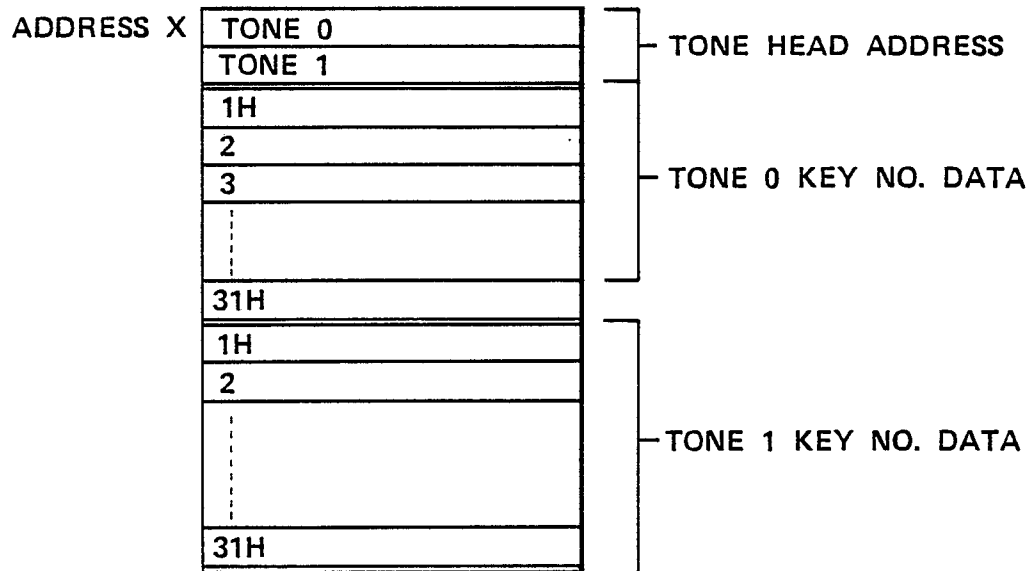 ADDRESS X
TONE 0
TONE 1
TONE HEAD ADDRESS
1H
2
3
31H
TONE 0 KEY NO. DATA
1H
2
31H
TONE 1 KEY NO. DATA